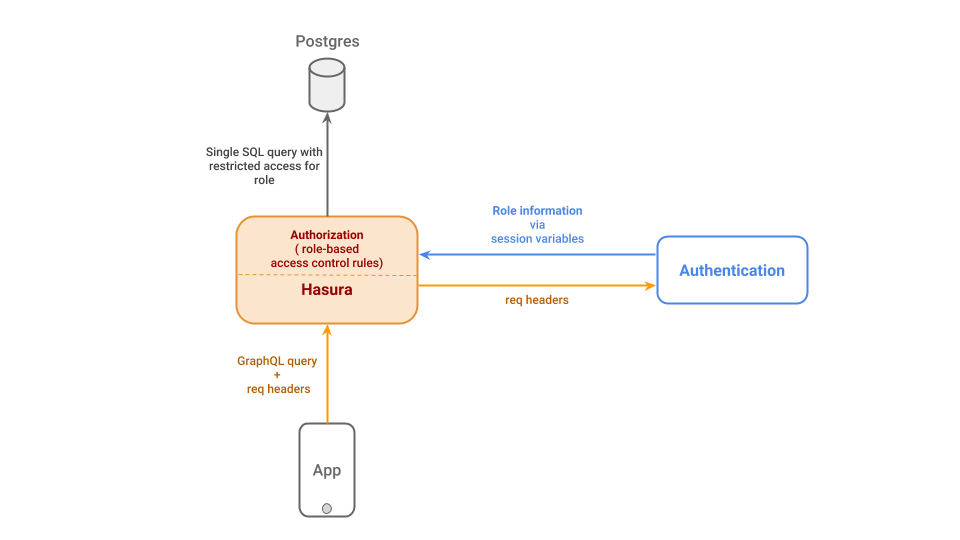 Postgres
Single SQL query with
restricted access for
role
Role information
via
session variables
Authorization
( role-based
access control rules)
Hasura
Authentication
req headers
GraphQL query
+
req headers
App